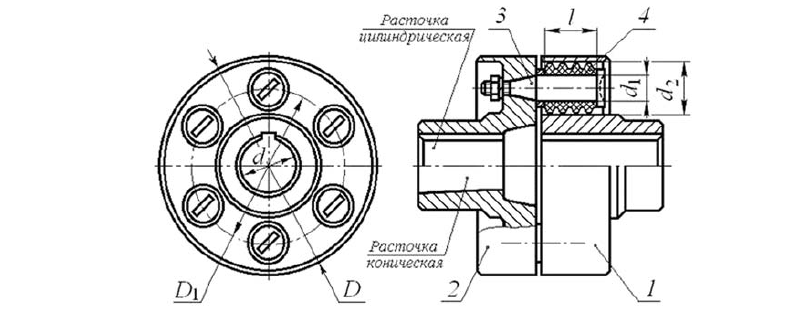 Расточка
цилиндрическая
3
l
4
d
d₁
d₂
Расточка
коническая
D₁
D
2
1